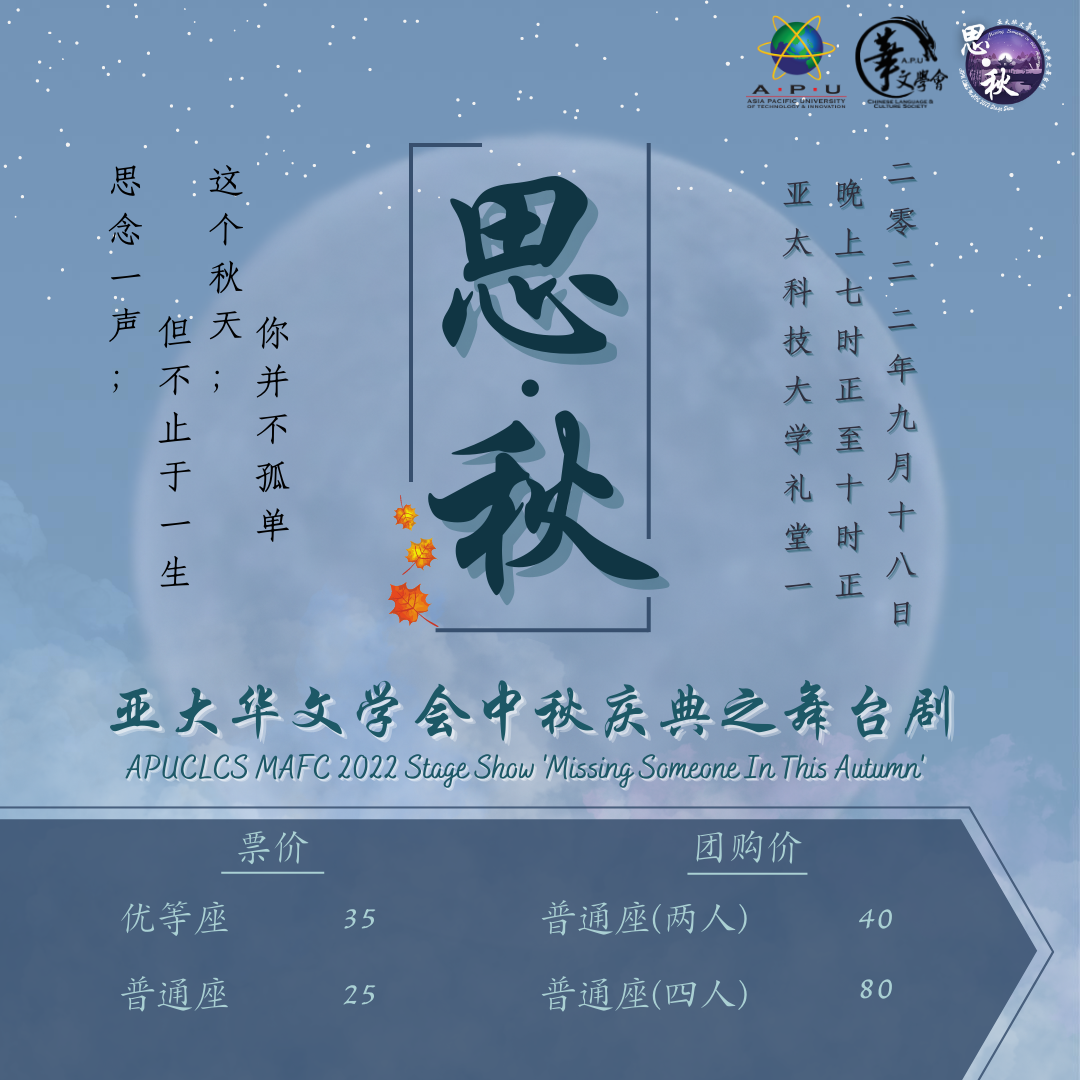 A·P·U
ASIA PACIFIC UNIVERSITY
OF TECHNOLOGY & INNOVATION
華
A.P.U
文學會
CHINESE LANGUAGE &
CULTURE SOCIETY
思·秋
思·秋
二零二二年九月十八日
晚上七时正至十时正
亚太科技大学礼堂一
思念一声;
但不止于一生
这个秋天;
你并不孤单
亚大华文学会中秋庆典之舞台剧
APUCLCS MAFC 2022 Stage Show 'Missing Someone In This Autumn'
票价
优等座 35
普通座 25
团购价
普通座(两人) 40
普通座(四人) 80